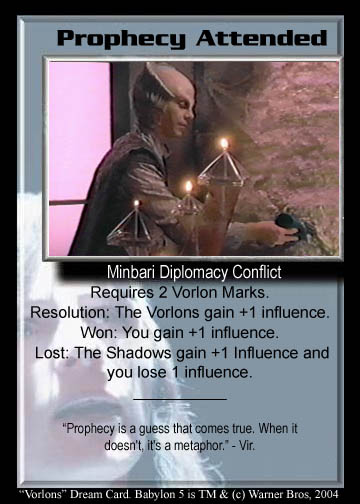 Prophecy Attended
Minbari Diplomacy Conflict
Requires 2 Vorlon Marks.
Resolution: The Vorlons gain +1 influence.
Won: You gain +1 influence.
Lost: The Shadows gain +1 Influence and
you lose 1 influence.
“Prophecy is a guess that comes true. When it
doesn't, it's a metaphor.” - Vir.
“Vorlons” Dream Card. Babylon 5 is TM & (c) Warner Bros, 2004